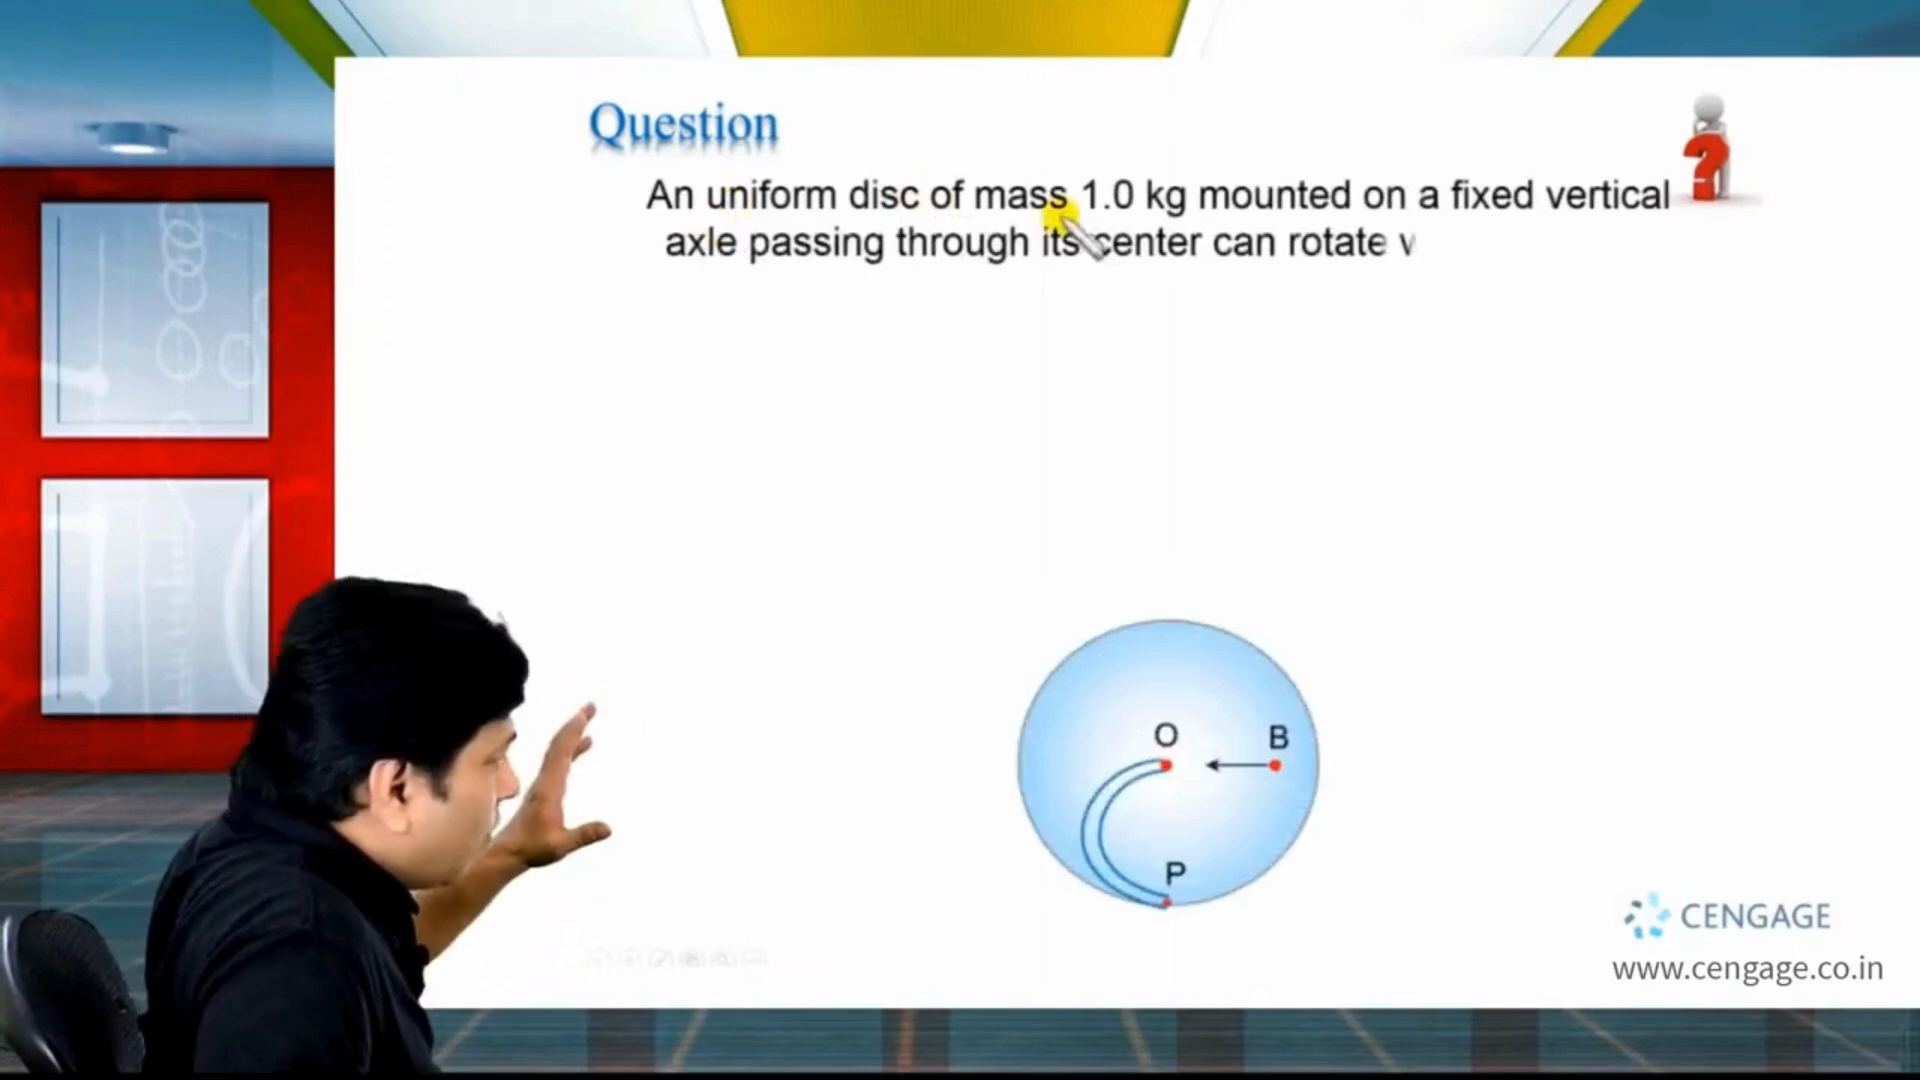 Question
An uniform disc of mass 1.0 kg mounted on a fixed vertical
axle passing through its center can rotate v
O
B
P
CENGAGE
www.cengage.co.in